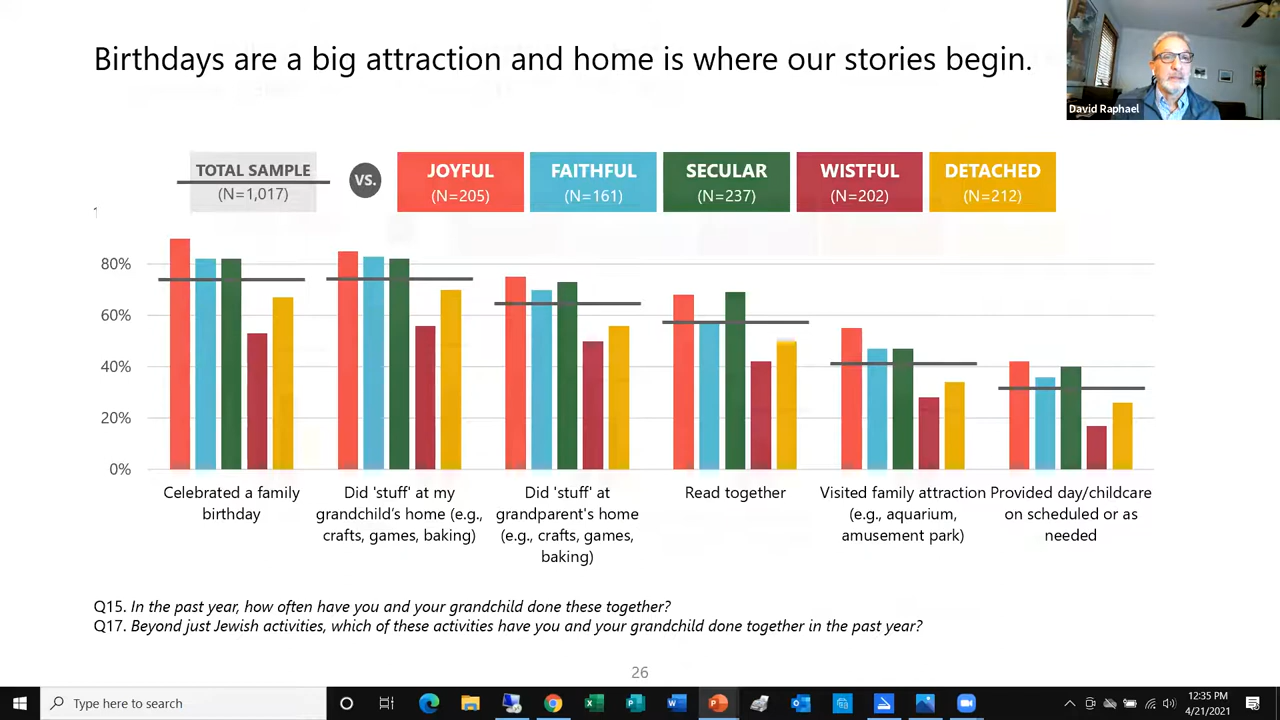 Birthdays are a big attraction and home is where our stories begin.
David Raphael
TOTAL SAMPLE
(N=1,017)
VS.
JOYFUL
(N=205)
FAITHFUL
(N=161)
SECULAR
(N=237)
WISTFUL
(N=202)
DETACHED
(N=212)
80%
60%
40%
20%
0%
Celebrated a family
birthday
Did 'stuff' at my
grandchild's home (e.g.,
crafts, games, baking)
Did 'stuff' at
grandparent's home
(e.g., crafts, games,
baking)
Read together
Visited family attraction
(e.g., aquarium,
amusement park)
Provided day/childcare
on scheduled or as
needed
Q15. In the past year, how often have you and your grandchild done these together?
Q17. Beyond just Jewish activities, which of these activities have you and your grandchild done together in the past year?
26
Type here to search
12:35 PM
4/21/2021